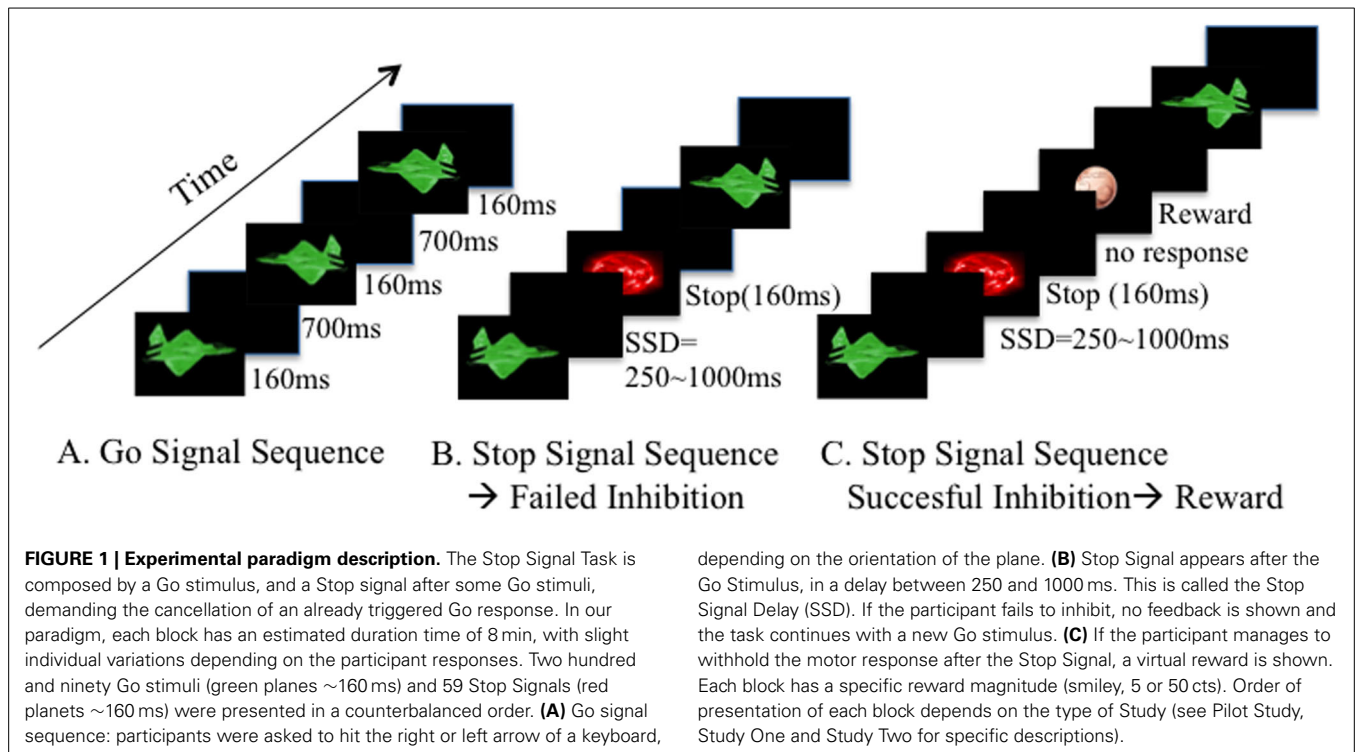 Time
160ms
700ms
160ms
700ms
160ms
Stop(160ms)
SSD=
250~1000ms
Reward
no response
Stop (160ms)
SSD=250~1000ms
A. Go Signal Sequence
B. Stop Signal Sequence
→ Failed Inhibition
C. Stop Signal Sequence
Succesful Inhibition→ Reward
FIGURE 1 | Experimental paradigm description. The Stop Signal Task is
composed by a Go stimulus, and a Stop signal after some Go stimuli,
demanding the cancellation of an already triggered Go response. In our
paradigm, each block has an estimated duration time of 8 min, with slight
individual variations depending on the participant responses. Two hundred
and ninety Go stimuli (green planes ~160 ms) and 59 Stop Signals (red
planets ~160 ms) were presented in a counterbalanced order. (A) Go signal
sequence: participants were asked to hit the right or left arrow of a keyboard,
depending on the orientation of the plane. (B) Stop Signal appears after the
Go Stimulus, in a delay between 250 and 1000 ms. This is called the Stop
Signal Delay (SSD). If the participant fails to inhibit, no feedback is shown and
the task continues with a new Go stimulus. (C) If the participant manages to
withhold the motor response after the Stop Signal, a virtual reward is shown.
Each block has a specific reward magnitude (smiley, 5 or 50 cts). Order of
presentation of each block depends on the type of Study (see Pilot Study,
Study One and Study Two for specific descriptions).